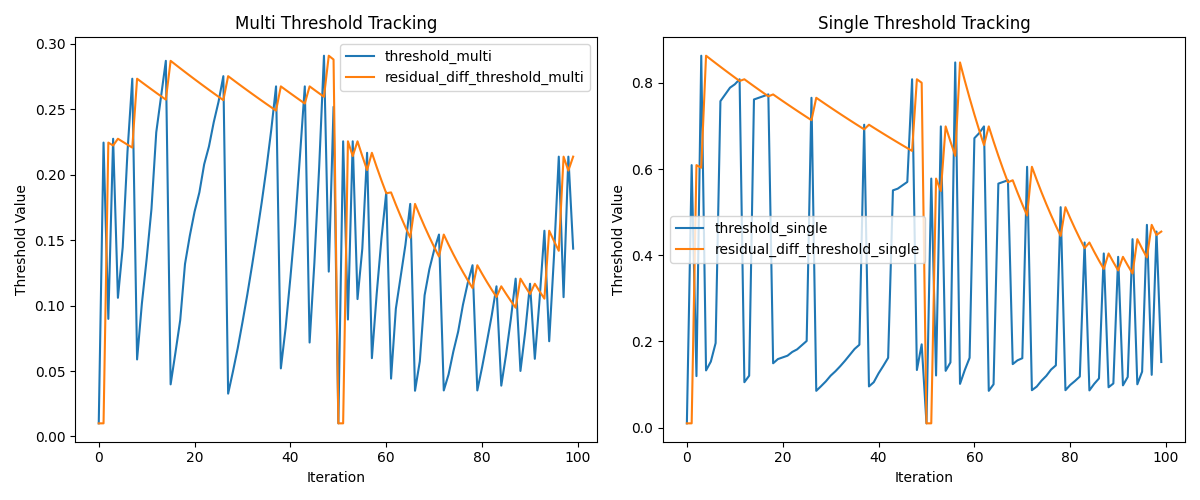 Multi Threshold Tracking
Threshold Value
0.30
0.25
0.20
0.15
0.10
0.05
0.00
threshold_multi
residual_diff_threshold_multi
0
20
40
60
80
100
Iteration
Single Threshold Tracking
Threshold Value
0.8
0.6
0.4
0.2
0.0
threshold_single
residual_diff_threshold_single
0
20
40
60
80
100
Iteration